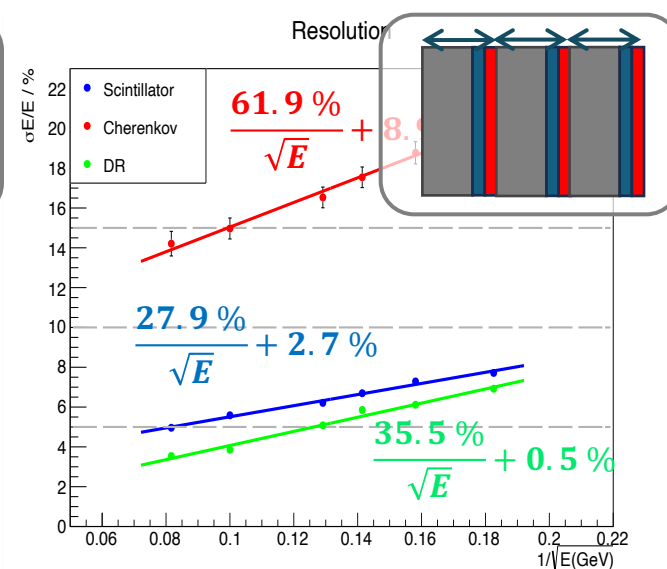 Resolution
σE/E / %
22
20
18
16
14
12
10
8
6
4
2
0
Scintillator
Cherenkov
DR
61.9 % / √E + 8.
27.9 % / √E + 2.7 %
35.5 % / √E + 0.5 %
0.06 0.08 0.1 0.12 0.14 0.16 0.18 0.2 0.22
1/√E(GeV)